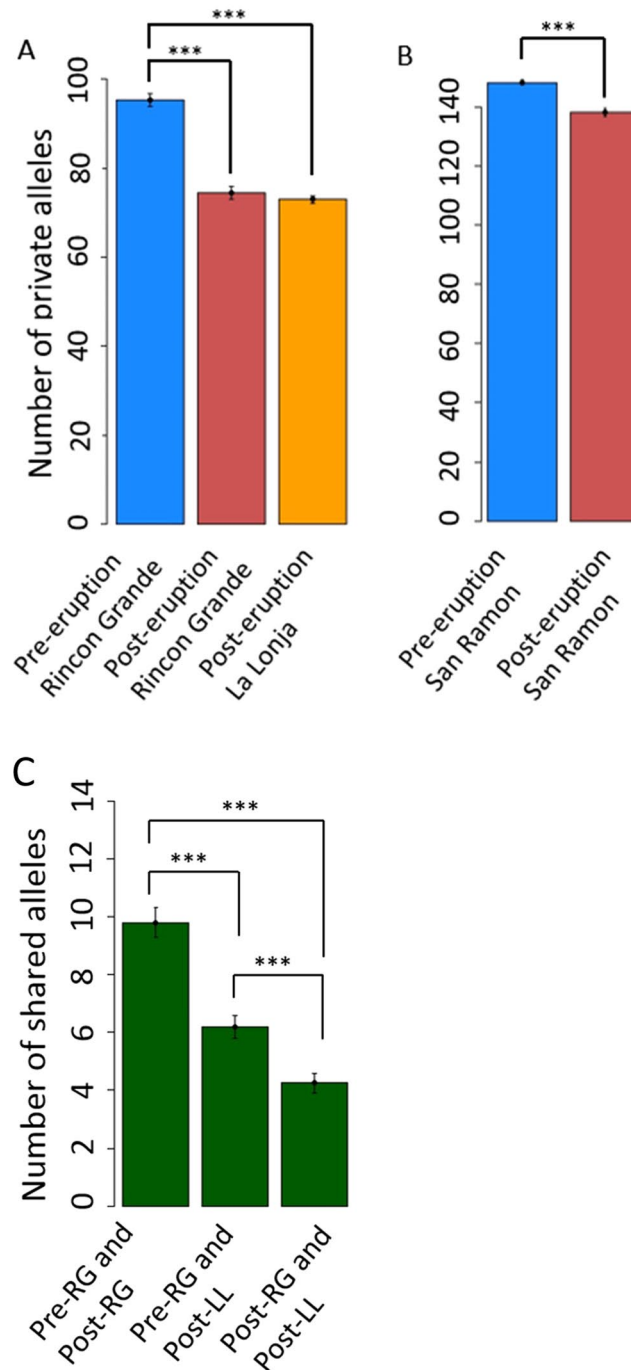 A
***
***
Number of private alleles
0
20
40
60
80
100
Pre-eruption
Rincon Grande
Post-eruption
Rincon Grande
Post-eruption
La Lonja
B
***
0
20
40
60
80
100
120
140
Pre-eruption
San Ramon
Post-eruption
San Ramon
C
***
***
***
Number of shared alleles
0
2
4
6
8
10
12
14
Pre-RG and
Post-RG
Pre-RG and
Post-LL
Post-RG and
Post-LL